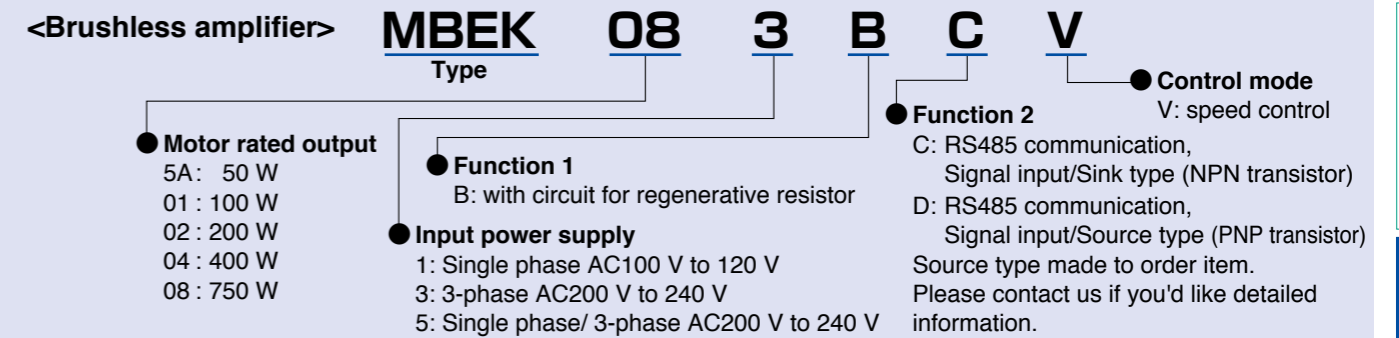 <Brushless amplifier> MBEK 08 3 B C V
Type
Control mode
V: speed control
Motor rated output
5A: 50 W
01 : 100 W
02 : 200 W
04 : 400 W
08 : 750 W
Function 1
B: with circuit for regenerative resistor
Input power supply
1: Single phase AC100 V to 120 V
3: 3-phase AC200 V to 240 V
5: Single phase/ 3-phase AC200 V to 240 V
Function 2
C: RS485 communication,
Signal input/Sink type (NPN transistor)
D: RS485 communication,
Signal input/Source type (PNP transistor)
Source type made to order item.
Please contact us if you'd like detailed
information.